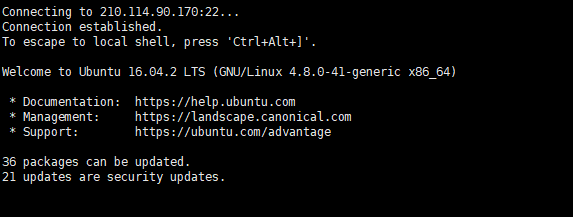 Connecting to 210.114.90.170:22...
Connection established.
To escape to local shell, press 'Ctrl+Alt+]'.
Welcome to Ubuntu 16.04.2 LTS (GNU/Linux 4.8.0-41-generic x86_64)
* Documentation:  https://help.ubuntu.com
* Management:     https://landscape.canonical.com
* Support:        https://ubuntu.com/advantage
36 packages can be updated.
21 updates are security updates.